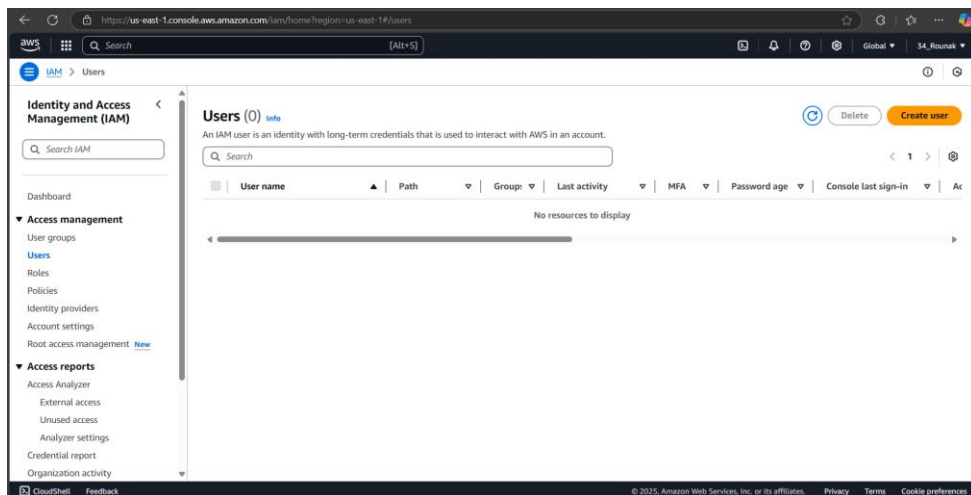 https://us-east-1.console.aws.amazon.com/iam/home?region=us-east-1#/users
aws Search [Alt+S] Global 34_Rounak
IAM > Users
Identity and Access Management (IAM)
Search IAM
Dashboard
Access management
User groups
Users
Roles
Policies
Identity providers
Account settings
Root access management New
Access reports
Access Analyzer
External access
Unused access
Analyzer settings
Credential report
Organization activity
Users (0) Info Delete Create user
An IAM user is an identity with long-term credentials that is used to interact with AWS in an account.
Search 1
User name Path Group: Last activity MFA Password age Console last sign-in Ac
No resources to display
CloudShell Feedback © 2025, Amazon Web Services, Inc. or its affiliates. Privacy Terms Cookie preferences